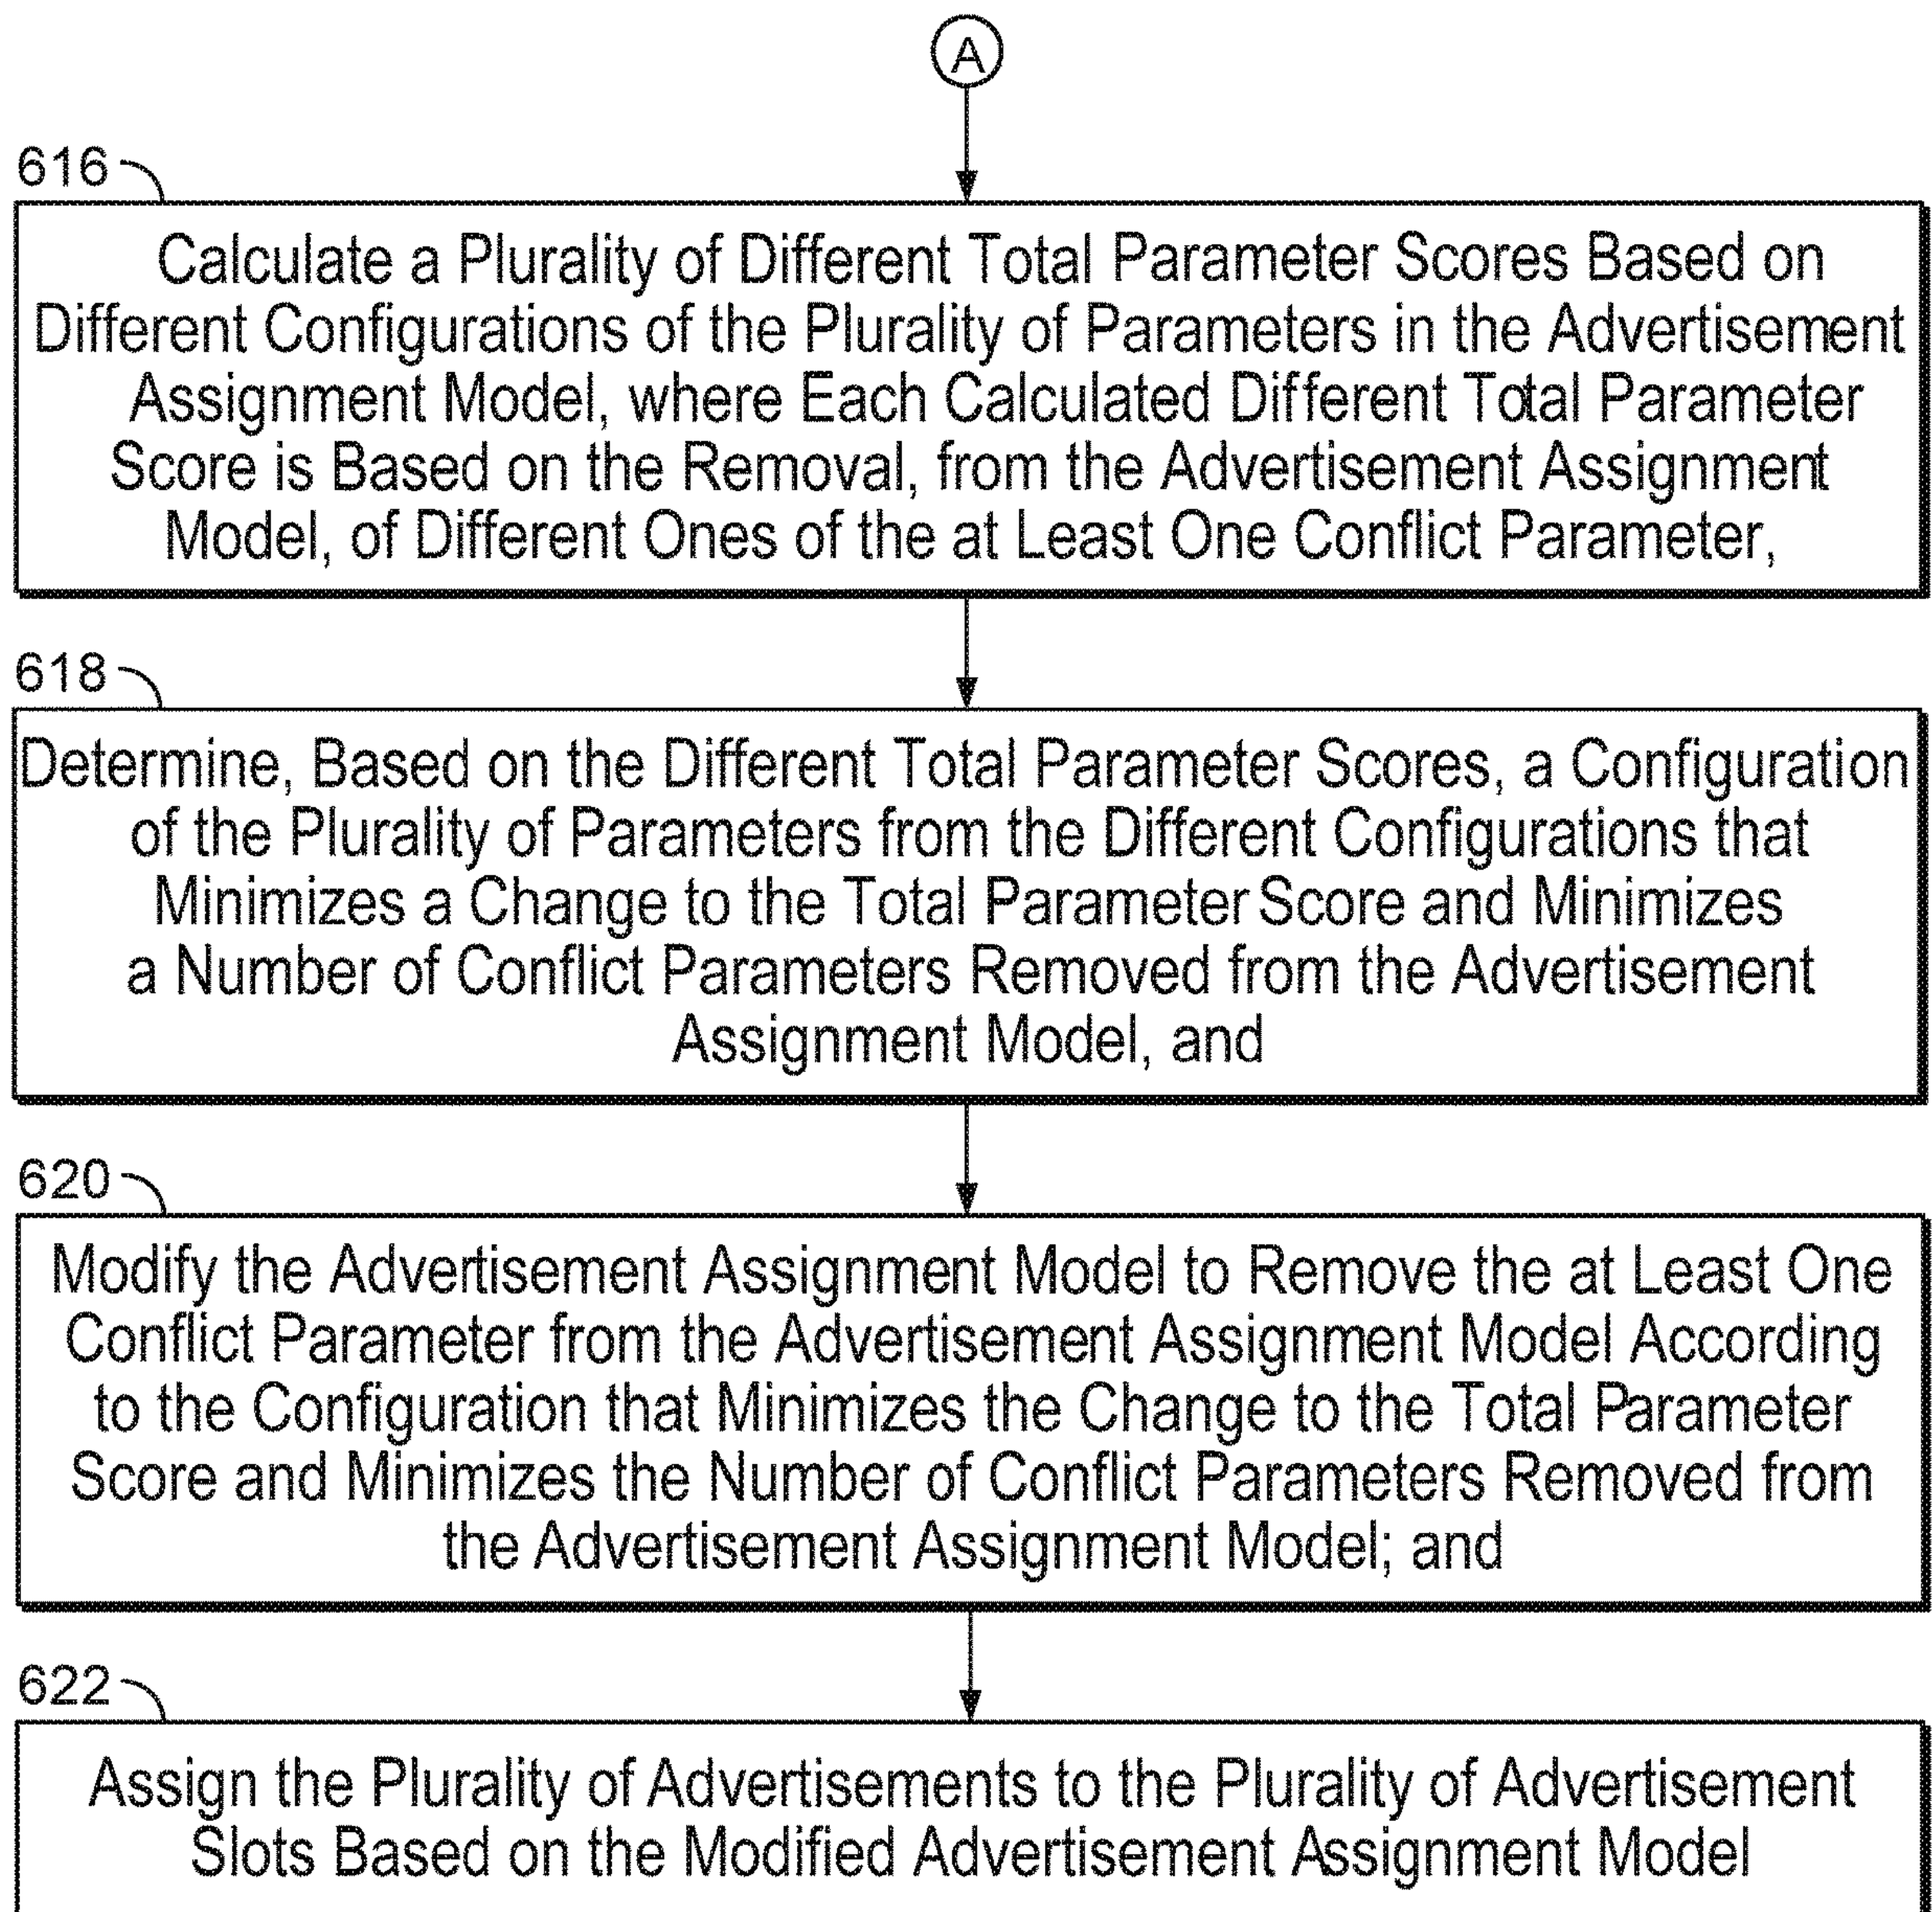 A
616
Calculate a Plurality of Different Total Parameter Scores Based on
Different Configurations of the Plurality of Parameters in the Advertisement
Assignment Model, where Each Calculated Different Total Parameter
Score is Based on the Removal, from the Advertisement Assignment
Model, of Different Ones of the at Least One Conflict Parameter,
618
Determine, Based on the Different Total Parameter Scores, a Configuration
of the Plurality of Parameters from the Different Configurations that
Minimizes a Change to the Total Parameter Score and Minimizes
a Number of Conflict Parameters Removed from the Advertisement
Assignment Model, and
620
Modify the Advertisement Assignment Model to Remove the at Least One
Conflict Parameter from the Advertisement Assignment Model According
to the Configuration that Minimizes the Change to the Total Parameter
Score and Minimizes the Number of Conflict Parameters Removed from
the Advertisement Assignment Model; and
622
Assign the Plurality of Advertisements to the Plurality of Advertisement
Slots Based on the Modified Advertisement Assignment Model